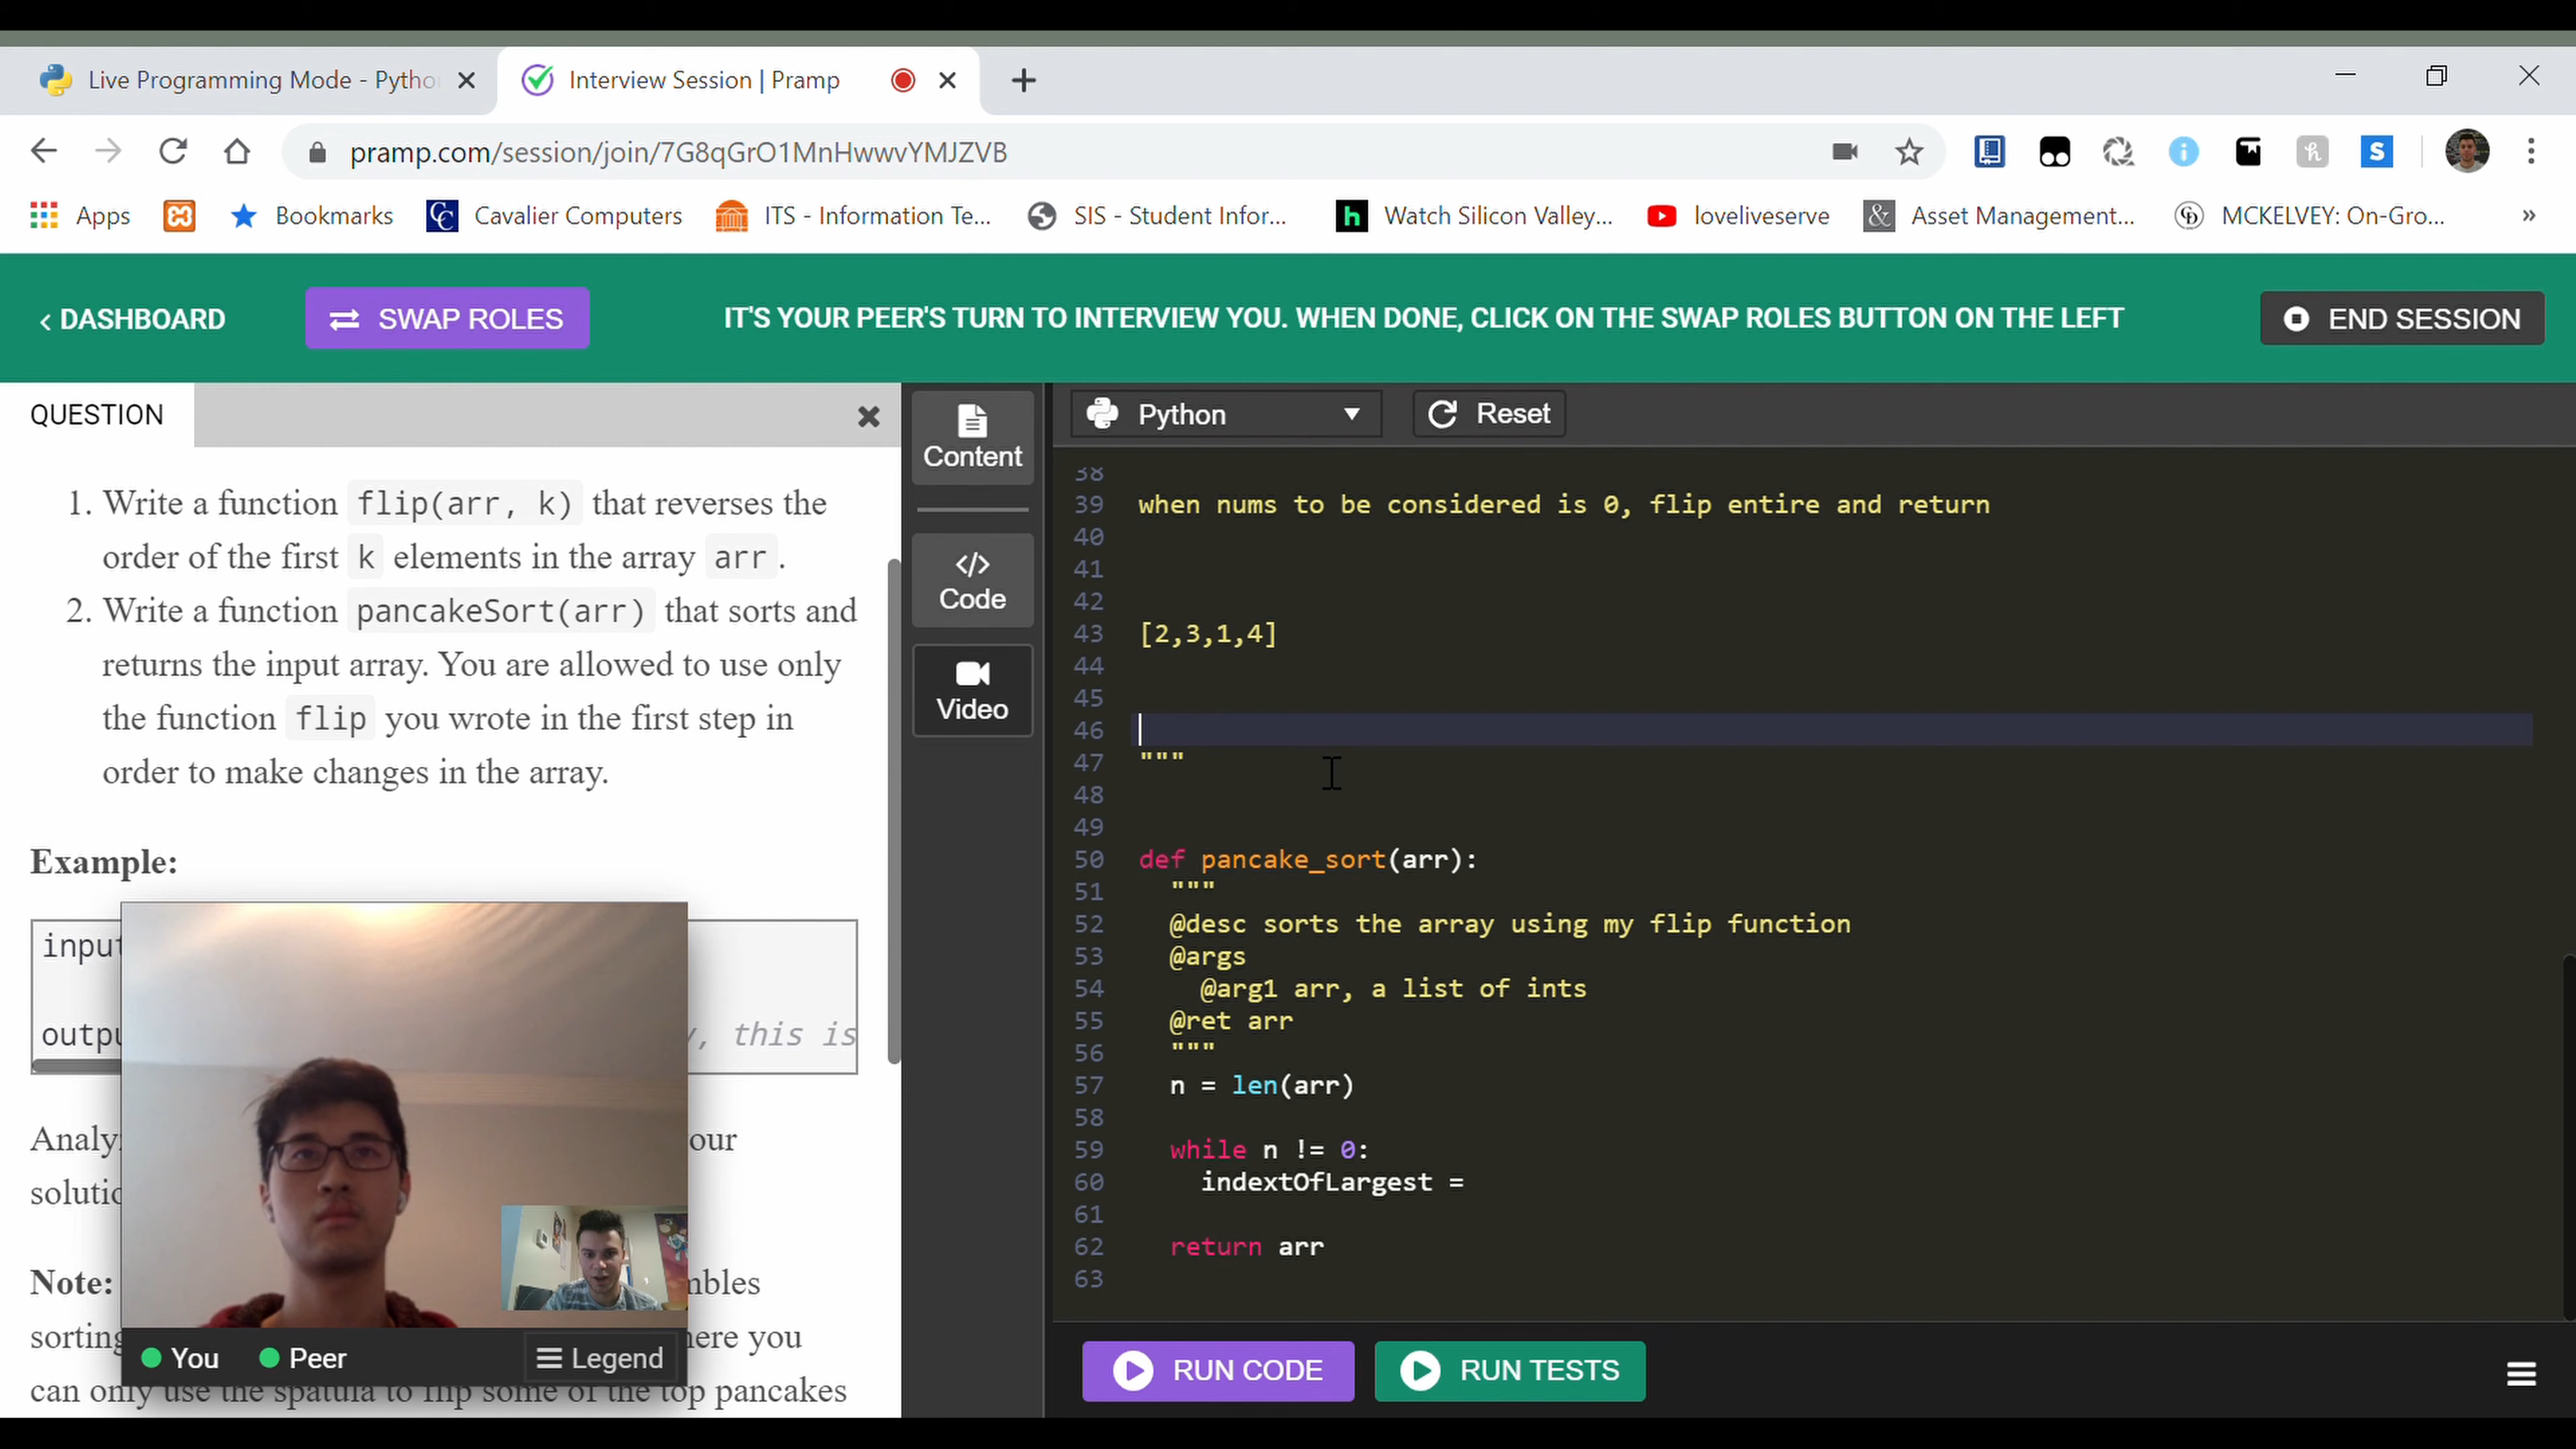 Live Programming Mode - Pytho
Interview Session | Pramp
pramp.com/session/join/7G8qGrO1MnHwwvYMJZVB
Apps
Bookmarks
Cavalier Computers
ITS - Information Te...
SIS - Student Infor...
Watch Silicon Valley...
loveliveserve
Asset Management...
MCKELVEY: On-Gro...
»
‹ DASHBOARD
SWAP ROLES
IT'S YOUR PEER'S TURN TO INTERVIEW YOU. WHEN DONE, CLICK ON THE SWAP ROLES BUTTON ON THE LEFT
END SESSION
QUESTION
1. Write a function flip(arr, k) that reverses the
order of the first k elements in the array arr.
2. Write a function pancakeSort(arr) that sorts and
returns the input array. You are allowed to use only
the function flip you wrote in the first step in
order to make changes in the array.
Example:
input
outpu , this is
Analy our
solutio
Note: mbles
sorting here you
can only use the spatula to flip some of the top pancakes
You
Peer
Legend
Content
</> Code
Video
Python
Reset
38
39 when nums to be considered is 0, flip entire and return
40
41
42
43 [2,3,1,4]
44
45
46
47 """
48
49
50 def pancake_sort(arr):
51 """
52 @desc sorts the array using my flip function
53 @args
54 @arg1 arr, a list of ints
55 @ret arr
56 """
57 n = len(arr)
58
59 while n != 0:
60 indextOfLargest =
61
62 return arr
63
RUN CODE
RUN TESTS